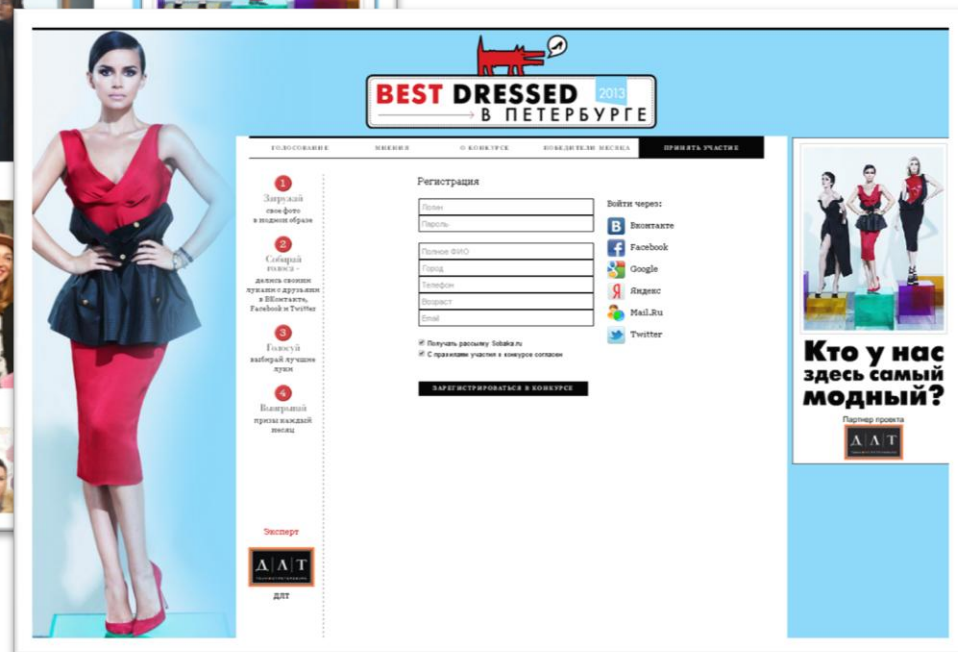 BEST DRESSED
2013
В ПЕТЕРБУРГЕ
ГОЛОСОВАНИЕ МНЕНИЯ О КОНКУРСЕ ПОБЕДИТЕЛИ МЕСЯЦА ПРИНЯТЬ УЧАСТИЕ
1
Загружай
свое фото
в модном образе
2
Собирай
голоса -
делись своими
луками с друзьями
в ВКонтакте,
Facebook и Twitter
3
Голосуй
выбирай лучшие
луки
4
Выигрывай
призы каждый
месяц
Эксперт
ДЛТ
ДЛТ
Регистрация
Логин
Пароль
Полное ФИО
Город
Телефон
Возраст
Email
Получать рассылку Sobaka.ru
С правилами участия в конкурсе согласен
ЗАРЕГИСТРИРОВАТЬСЯ В КОНКУРСЕ
Войти через:
В Вконтакте
f Facebook
g Google
Я Яндекс
Mail.Ru
Twitter
Кто у нас
здесь самый
модный?
Партнер проекта
ДЛТ